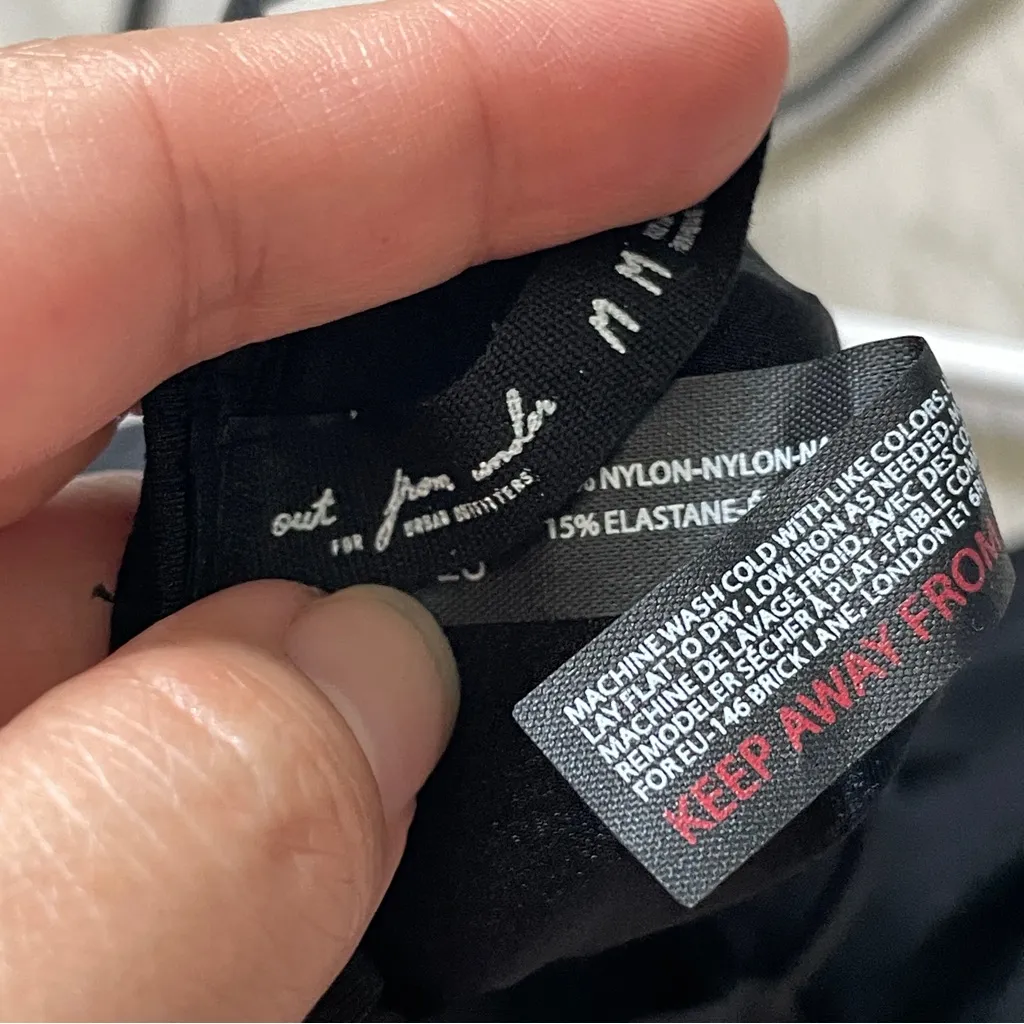 out from under
FOR URBAN OUTFITTERS
M M
NYLON-NYLON-
15% ELASTANE-
MACHINE WASH COLD WITH LIKE COLORS.
LAY FLAT TO DRY. LOW IRON AS NEEDED.
MACHINE DE LAVAGE FROID. AVEC DES
REMODELER SÉCHER À PLAT. FAIBLE
FOR EU-146 BRICK LANE, LONDON E1
KEEP AWAY FROM